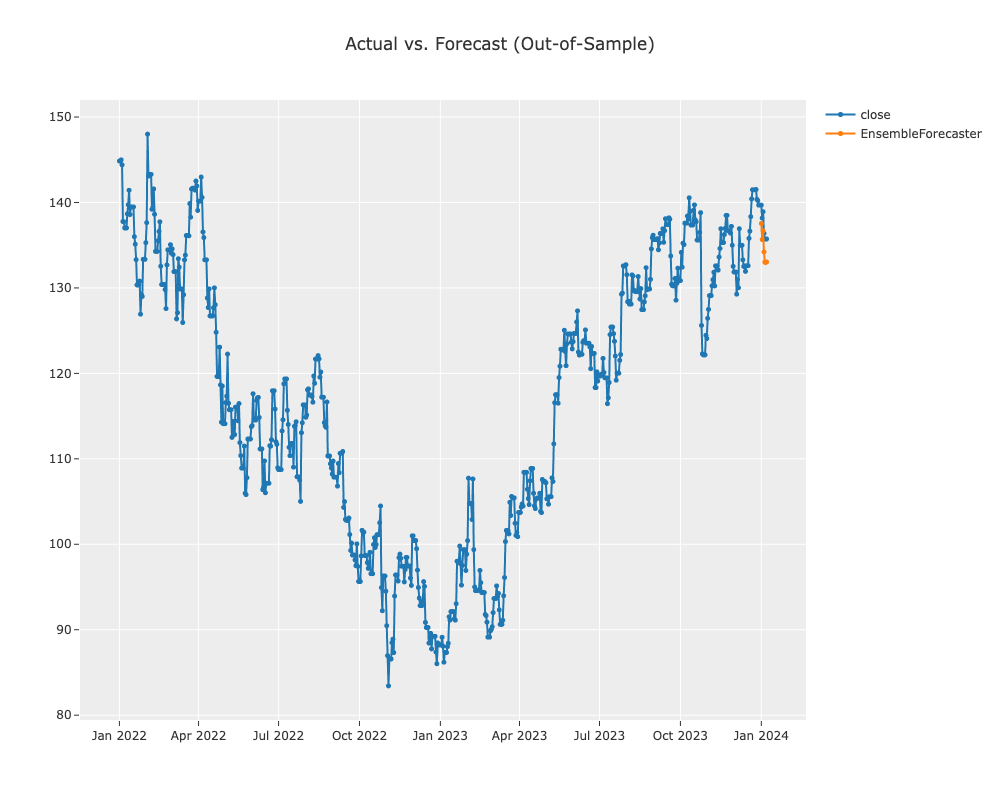 Actual vs. Forecast (Out-of-Sample)
close
EnsembleForecaster
150
140
130
120
110
100
90
80
Jan 2022
Apr 2022
Jul 2022
Oct 2022
Jan 2023
Apr 2023
Jul 2023
Oct 2023
Jan 2024